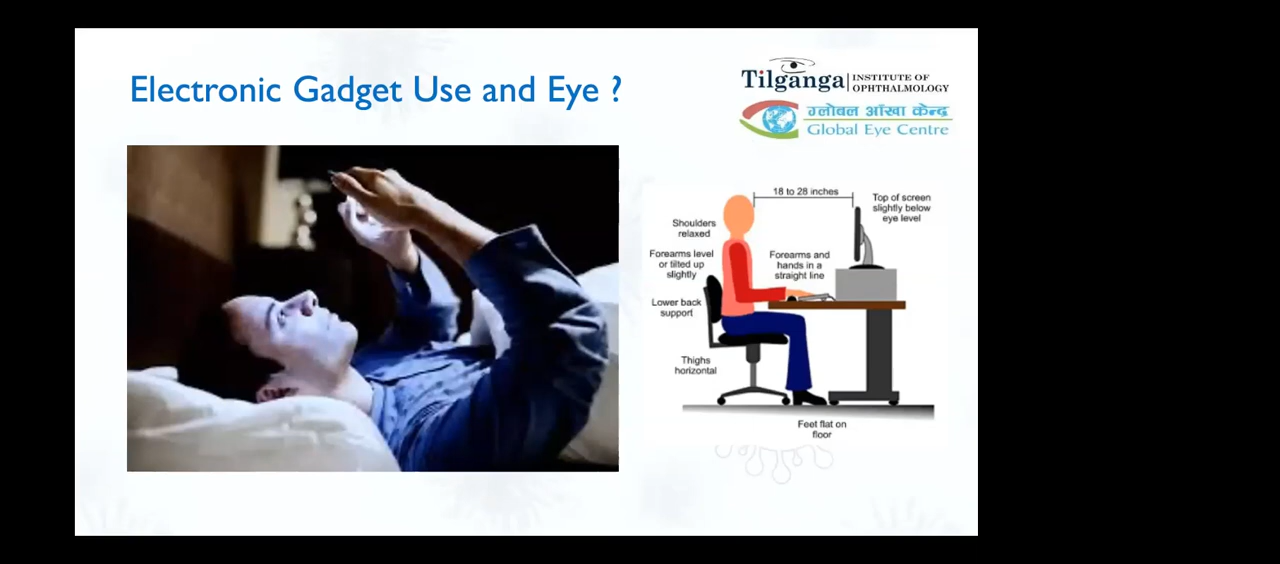 Electronic Gadget Use and Eye ?
Tilganga
INSTITUTE OF
OPHTHALMOLOGY
ग्लोबल आँखा केन्द्र
Global Eye Centre
18 to 28 inches
Top of screen
slightly below
eye level
Shoulders
relaxed
Forearms level
or tilted up
slightly
Forearms and
hands in a
straight line
Lower back
support
Thighs
horizontal
Feet flat on
floor